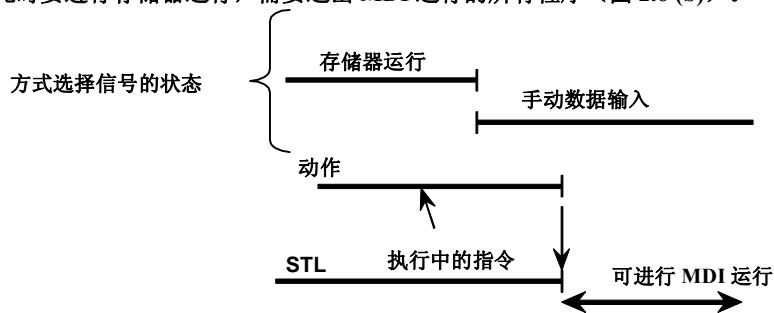 存储器运行
方式选择信号的状态
手动数据输入
动作
STL
执行中的指令
可进行 MDI 运行